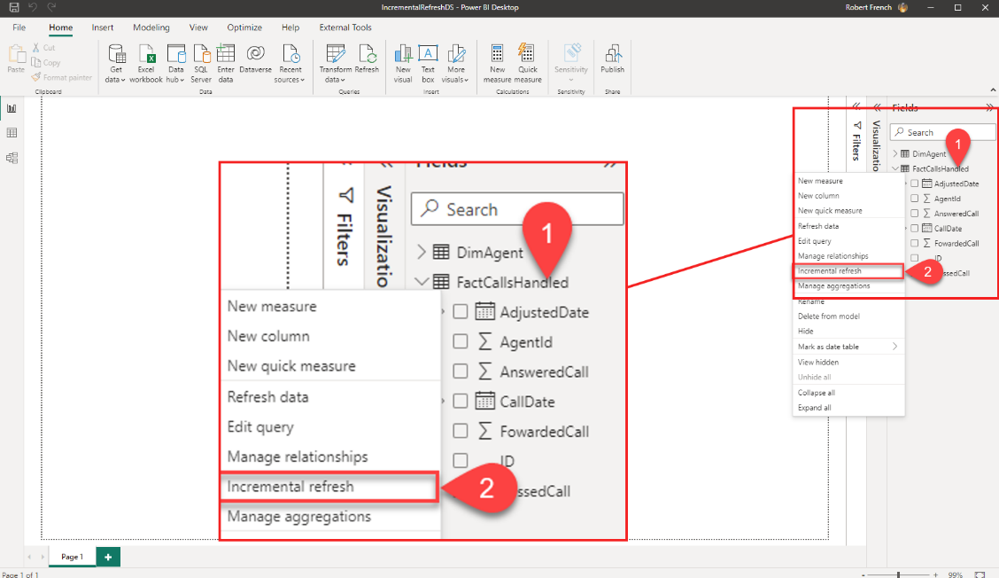 IncrementalRefreshDS - Power BI Desktop
Robert French
File Home Insert Modeling View Optimize Help External Tools
Paste
Cut
Copy
Format painter
Clipboard
Get data
Excel workbook
Data hub
SQL Server
Enter data
Dataverse
Recent sources
Data
Transform data
Refresh
Queries
New visual
Text box
More visuals
Insert
New measure
Quick measure
Calculations
Sensitivity
Sensitivity
Publish
Share
Filters
Visualizatio
Fields
Search
1
DimAgent
FactCallsHandled
AdjustedDate
AgentId
AnsweredCall
CallDate
FowardedCall
ID
ssedCall
New measure
New column
New quick measure
Refresh data
Edit query
Manage relationships
Incremental refresh
2
Manage aggregations
Rename
Delete from model
Hide
Mark as date table
View hidden
Unhide all
Collapse all
Expand all
Filters
Visualizatio
Fields
Search
1
DimAgent
FactCallsHandled
AdjustedDate
AgentId
AnsweredCall
CallDate
FowardedCall
ID
ssedCall
New measure
New column
New quick measure
Refresh data
Edit query
Manage relationships
Incremental refresh
2
Manage aggregations
Page 1
+
Page 1 of 1
- + 99%